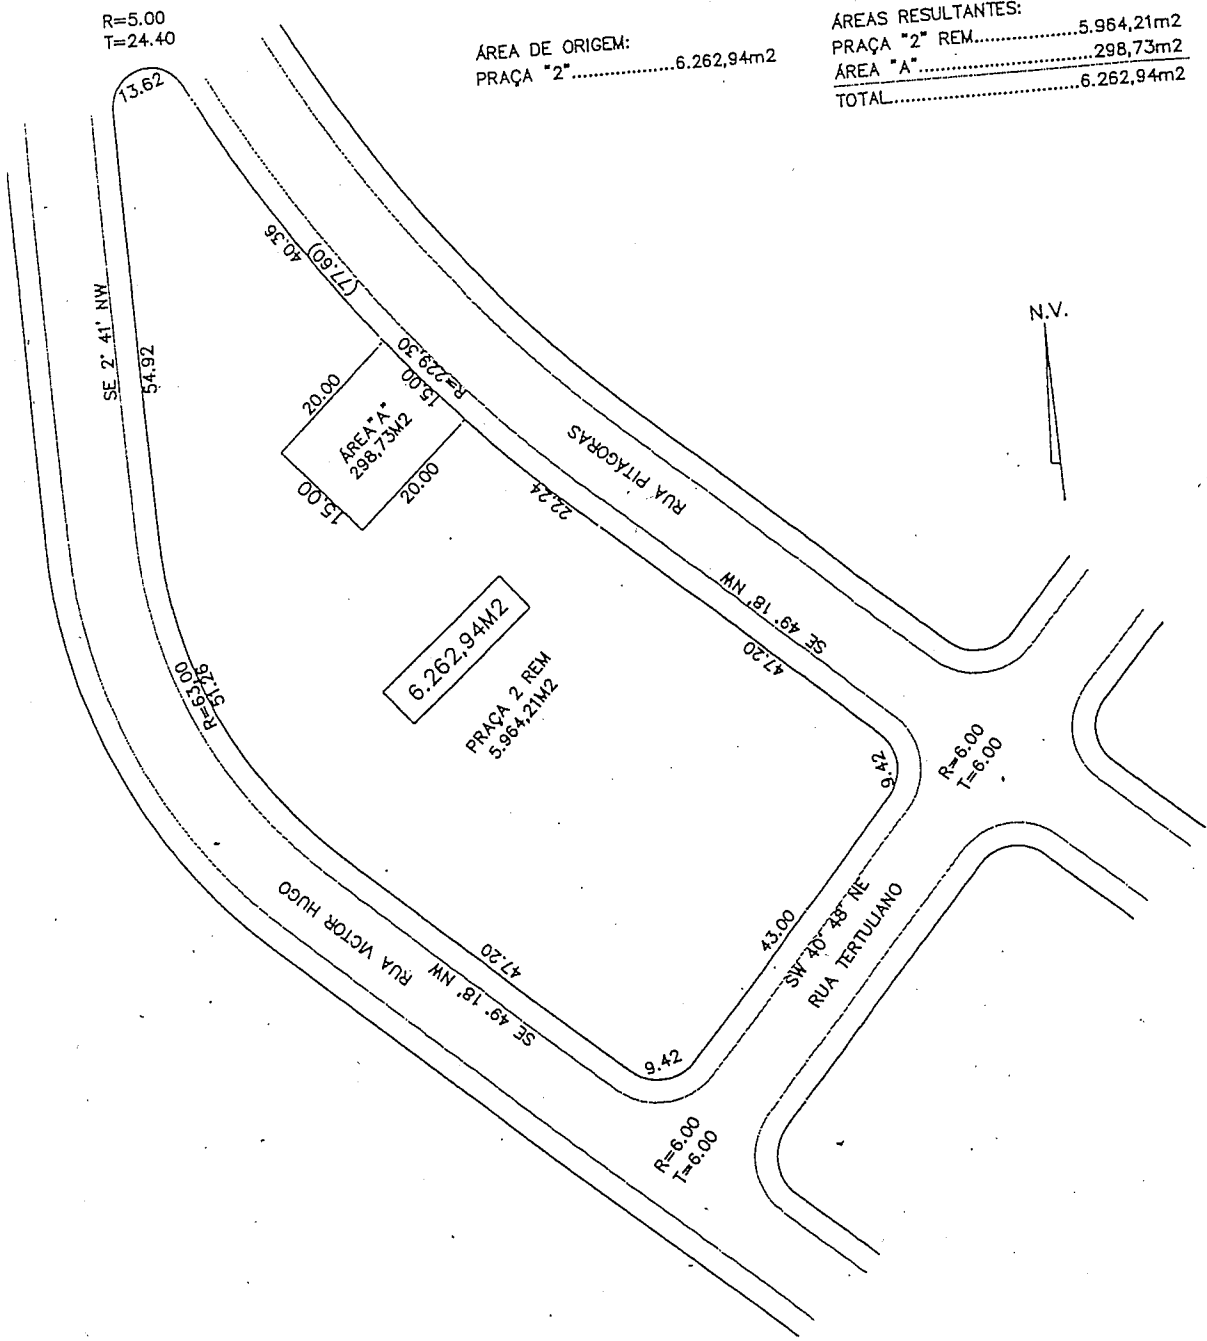 R=5.00
T=24.40
13.62
ÁREA DE ORIGEM:
PRAÇA "2"..................6.262,94m2
ÁREAS RESULTANTES:
PRAÇA "2" REM..................5.964,21m2
ÁREA "A"..............................298,73m2
TOTAL.................................6.262,94m2
N.V.
40.36
(77.60)
SE 2° 41' NW
54.92
R=229.30
15.00
20.00
ÁREA"A"
298,73M2
20.00
15.00
RUA PITÁGORAS
22.24
SE 49° 18' NW
47.20
6.262,94M2
PRAÇA 2 REM
5.964,21M2
R=63.00
51.26
9.42
R=6.00
T=6.00
43.00
SW 40° 48' NE
RUA TERTULIANO
RUA VICTOR HUGO
47.20
SE 49° 18' NW
9.42
R=6.00
T=6.00